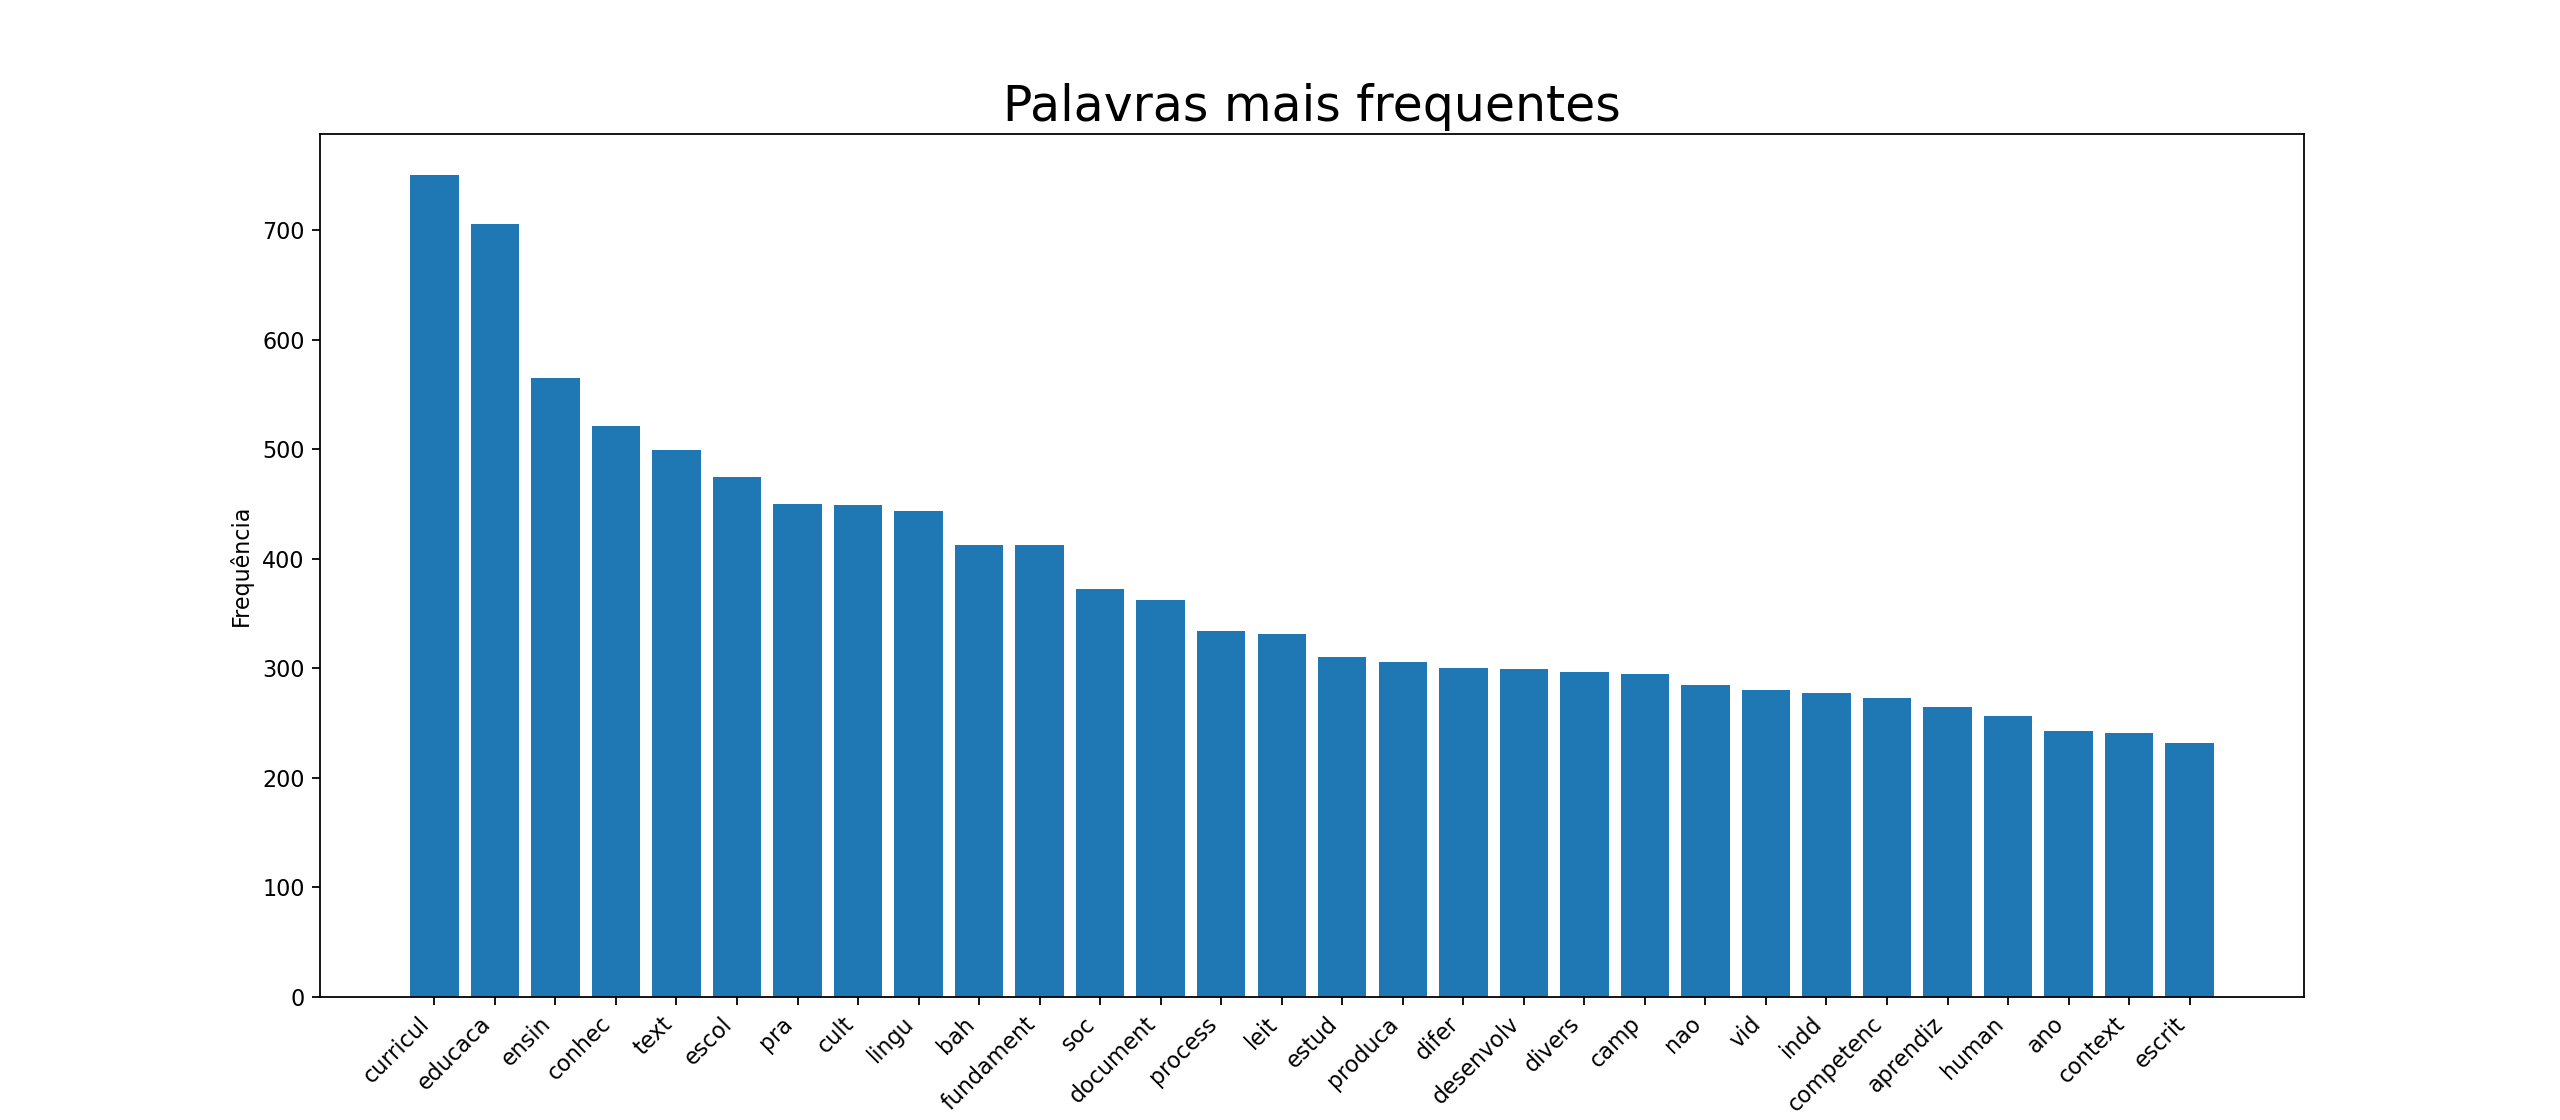 Palavras mais frequentes
Frequência
700
600
500
400
300
200
100
0
curricul
educaca
ensin
conhec
text
escol
pra
cult
lingu
bah
fundament
soc
document
process
leit
estud
produca
difer
desenvolv
divers
camp
nao
vid
indd
competenc
aprendiz
human
ano
context
escrit